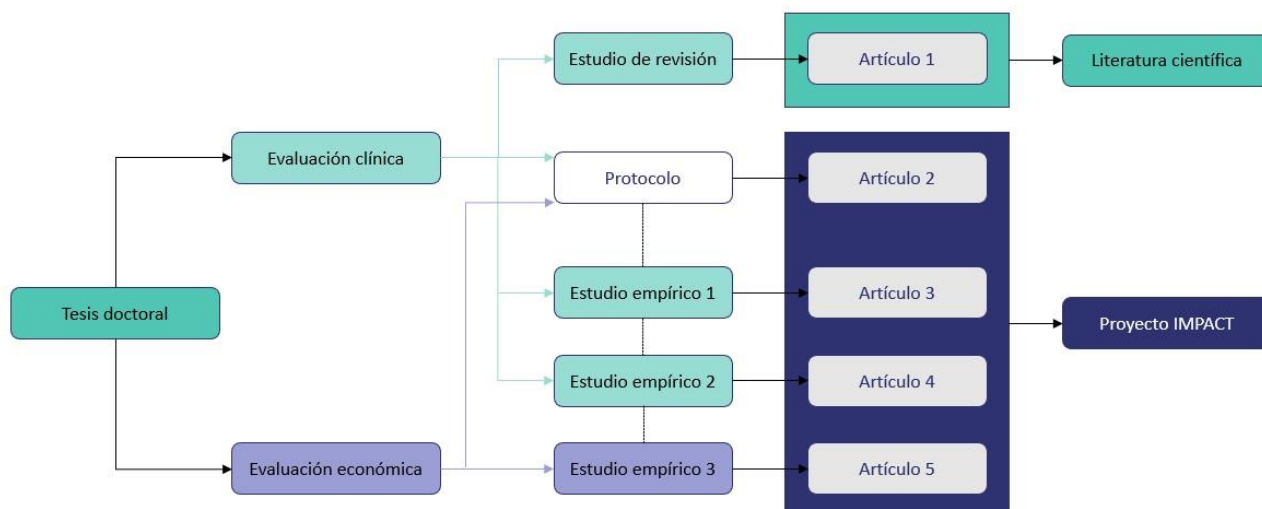 Estudio de revisión
Artículo 1
Literatura científica
Evaluación clínica
Protocolo
Artículo 2
Tesis doctoral
Estudio empírico 1
Artículo 3
Proyecto IMPACT
Estudio empírico 2
Artículo 4
Evaluación económica
Estudio empírico 3
Artículo 5